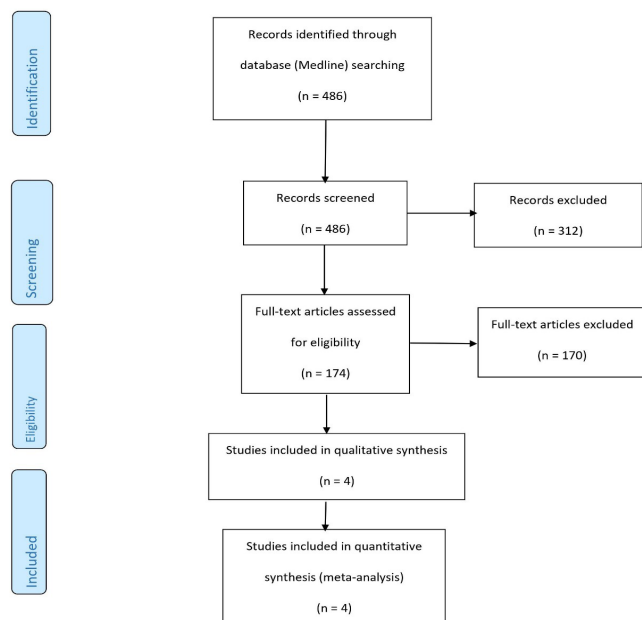 Identification
Records identified through
database (Medline) searching
(n = 486)
Screening
Records screened
(n = 486)
Records excluded
(n = 312)
Full-text articles assessed
for eligibility
(n = 174)
Full-text articles excluded
(n = 170)
Eligibility
Studies included in qualitative synthesis
(n = 4)
Included
Studies included in quantitative
synthesis (meta-analysis)
(n = 4)